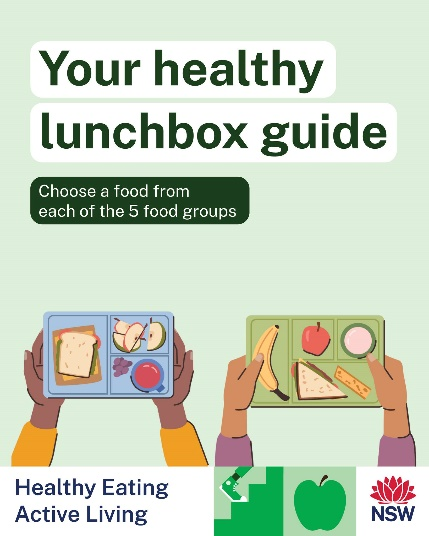 Your healthy
lunchbox guide
Choose a food from
each of the 5 food groups
Healthy Eating
Active Living
NSW